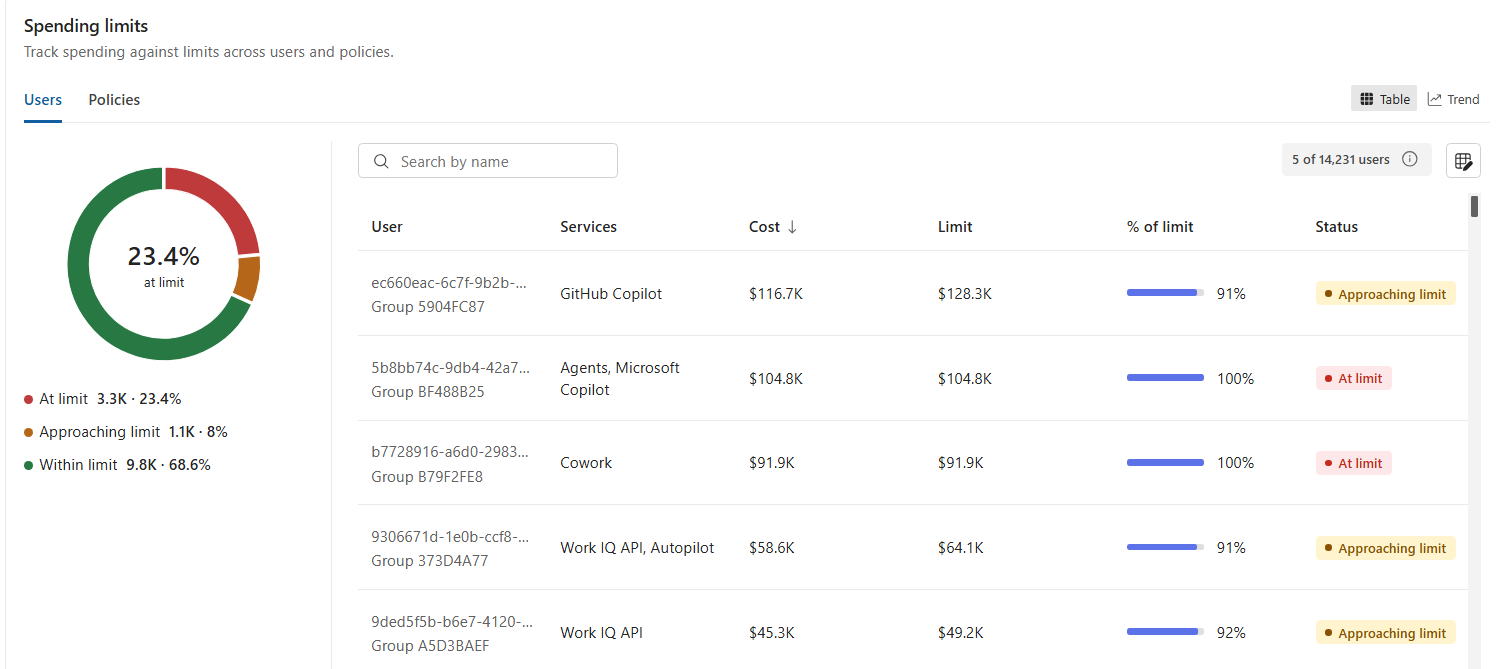 Spending limits
Track spending against limits across users and policies.
Users Policies
Table Trend
23.4%
at limit
At limit 3.3K · 23.4%
Approaching limit 1.1K · 8%
Within limit 9.8K · 68.6%
Search by name
5 of 14,231 users
User Services Cost ↓ Limit % of limit Status
ec660eac-6c7f-9b2b-...
Group 5904FC87
GitHub Copilot $116.7K $128.3K 91% Approaching limit
5b8bb74c-9db4-42a7...
Group BF488B25
Agents, Microsoft
Copilot
$104.8K $104.8K 100% At limit
b7728916-a6d0-2983...
Group B79F2FE8
Cowork $91.9K $91.9K 100% At limit
9306671d-1e0b-ccf8-...
Group 373D4A77
Work IQ API, Autopilot $58.6K $64.1K 91% Approaching limit
9ded5f5b-b6e7-4120-...
Group A5D3BAEF
Work IQ API $45.3K $49.2K 92% Approaching limit